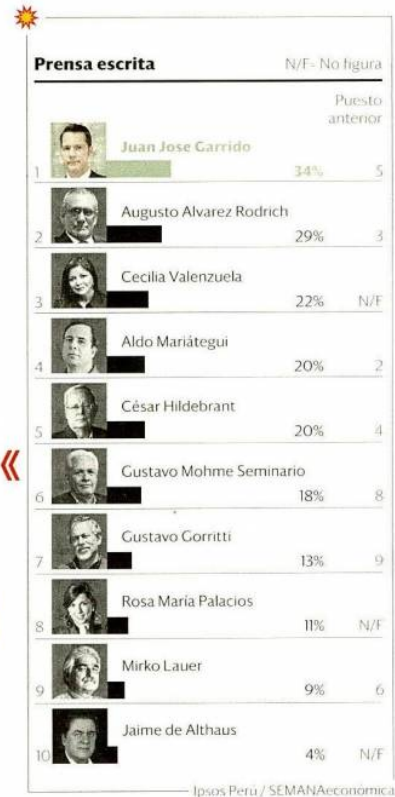 Prensa escrita N/F= No figura
Puesto
anterior
Juan Jose Garrido
1 34% 5
Augusto Alvarez Rodrich
2 29% 3
Cecilia Valenzuela
3 22% N/F
Aldo Mariátegui
4 20% 2
César Hildebrant
5 20% 4
Gustavo Mohme Seminario
6 18% 8
Gustavo Gorritti
7 13% 9
Rosa María Palacios
8 11% N/F
Mirko Lauer
9 9% 6
Jaime de Althaus
10 4% N/F
Ipsos Perú / SEMANAeconómica